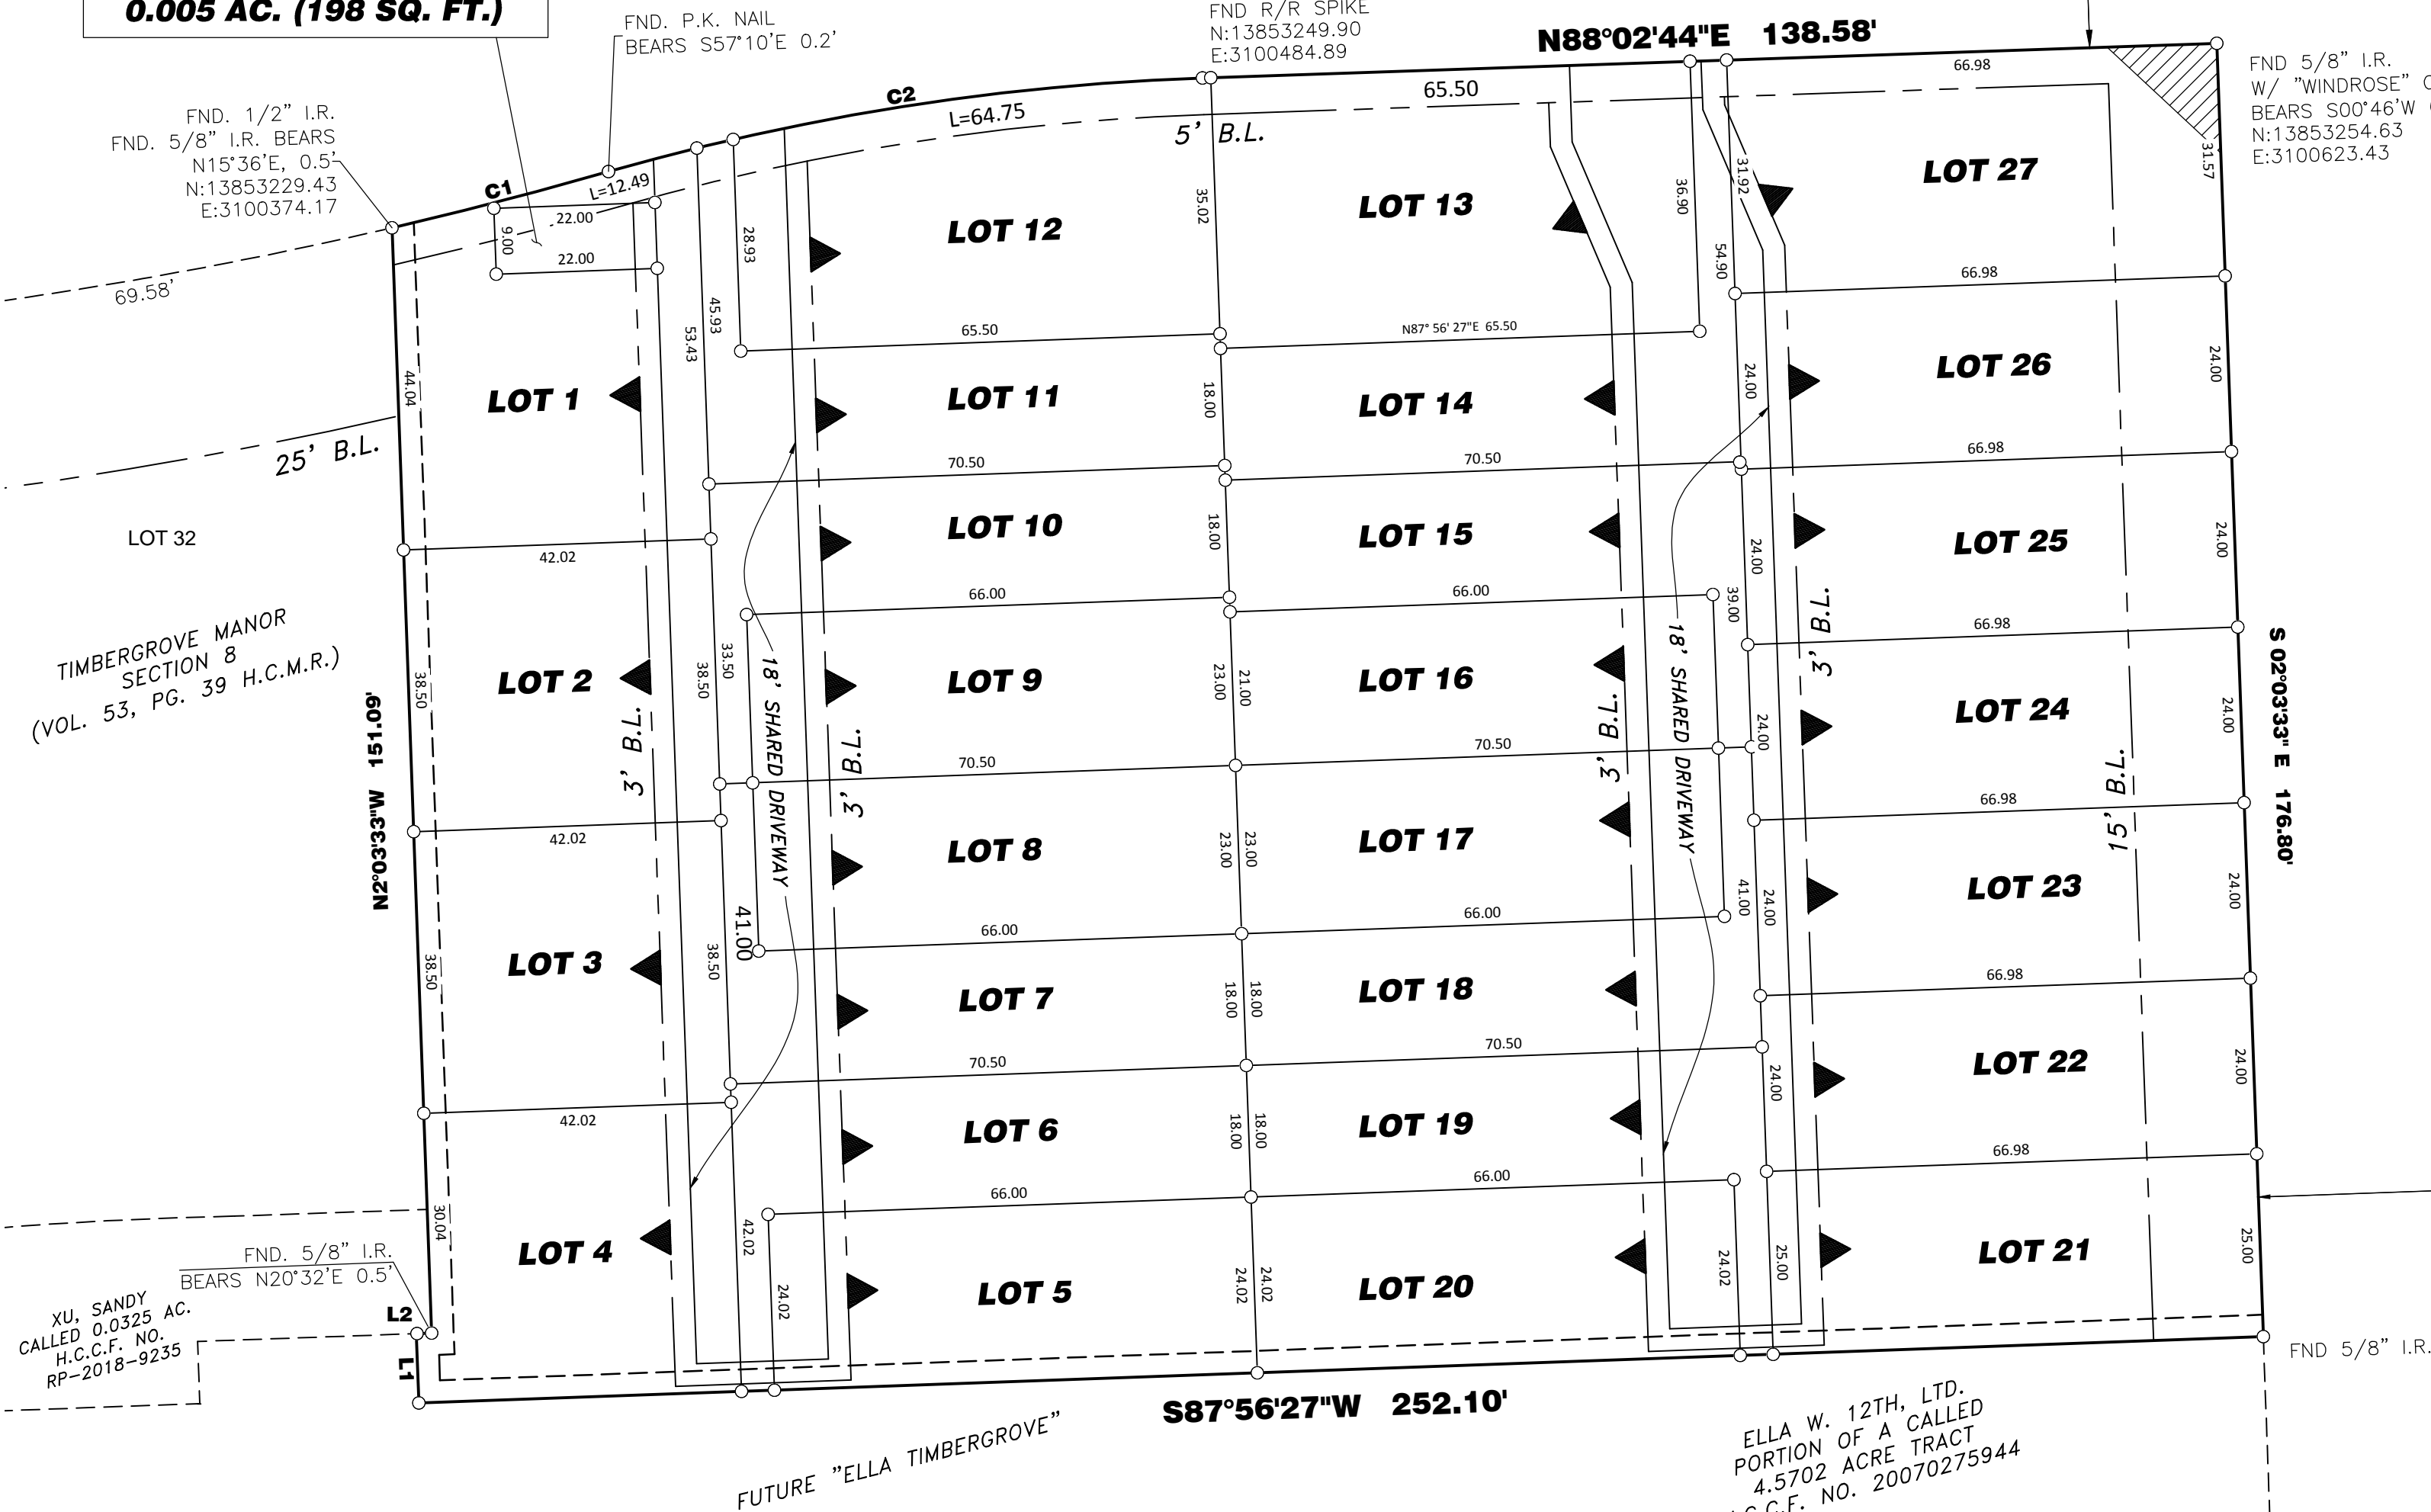 0.005 AC. (198 SQ. FT.)
FND. P.K. NAIL
BEARS S57°10'E 0.2'
FND R/R SPIKE
N:13853249.90
E:3100484.89
N88°02'44"E 138.58'
FND 5/8" I.R.
W/ "WINDROSE"
BEARS S00°46'W
N:13853254.63
E:3100623.43
FND. 1/2" I.R.
FND. 5/8" I.R. BEARS
N15°36'E, 0.5'
N:13853229.43
E:3100374.17
C1
L=12.49
C2
L=64.75
5' B.L.
65.50
66.98
31.57
22.00
9.00
22.00
69.58'
25' B.L.
LOT 32
TIMBERGROVE MANOR
SECTION 8
(VOL. 53, PG. 39 H.C.M.R.)
N2°03'33"W 151.09'
LOT 1
44.04
53.43
45.93
28.93
42.02
LOT 2
38.50
38.50
33.50
42.02
3' B.L.
LOT 3
38.50
38.50
41.00
42.02
LOT 4
30.04
42.02
24.02
18' SHARED DRIVEWAY
3' B.L.
LOT 12
35.02
65.50
LOT 11
18.00
70.50
LOT 10
18.00
66.00
LOT 9
23.00
21.00
70.50
LOT 8
23.00
23.00
66.00
LOT 7
18.00
18.00
70.50
LOT 6
18.00
18.00
66.00
LOT 5
24.02
24.02
LOT 13
36.90
N87° 56' 27"E 65.50
LOT 14
70.50
LOT 15
66.00
LOT 16
70.50
LOT 17
66.00
LOT 18
70.50
LOT 19
66.00
LOT 20
24.02
3' B.L.
18' SHARED DRIVEWAY
3' B.L.
31.92
54.90
39.00
41.00
LOT 27
66.98
LOT 26
24.00
24.00
66.98
LOT 25
24.00
24.00
66.98
LOT 24
24.00
24.00
66.98
15' B.L.
LOT 23
24.00
24.00
66.98
LOT 22
24.00
24.00
66.98
LOT 21
25.00
25.00
S 02°03'33" E 176.80'
FND. 5/8" I.R.
BEARS N20°32'E 0.5'
XU, SANDY
CALLED 0.0325 AC.
H.C.C.F. NO.
RP-2018-9235
L2
L1
S87°56'27"W 252.10'
FND 5/8" I.R.
FUTURE "ELLA TIMBERGROVE"
ELLA W. 12TH, LTD.
PORTION OF A CALLED
4.5702 ACRE TRACT
C.C.F. NO. 20070275944